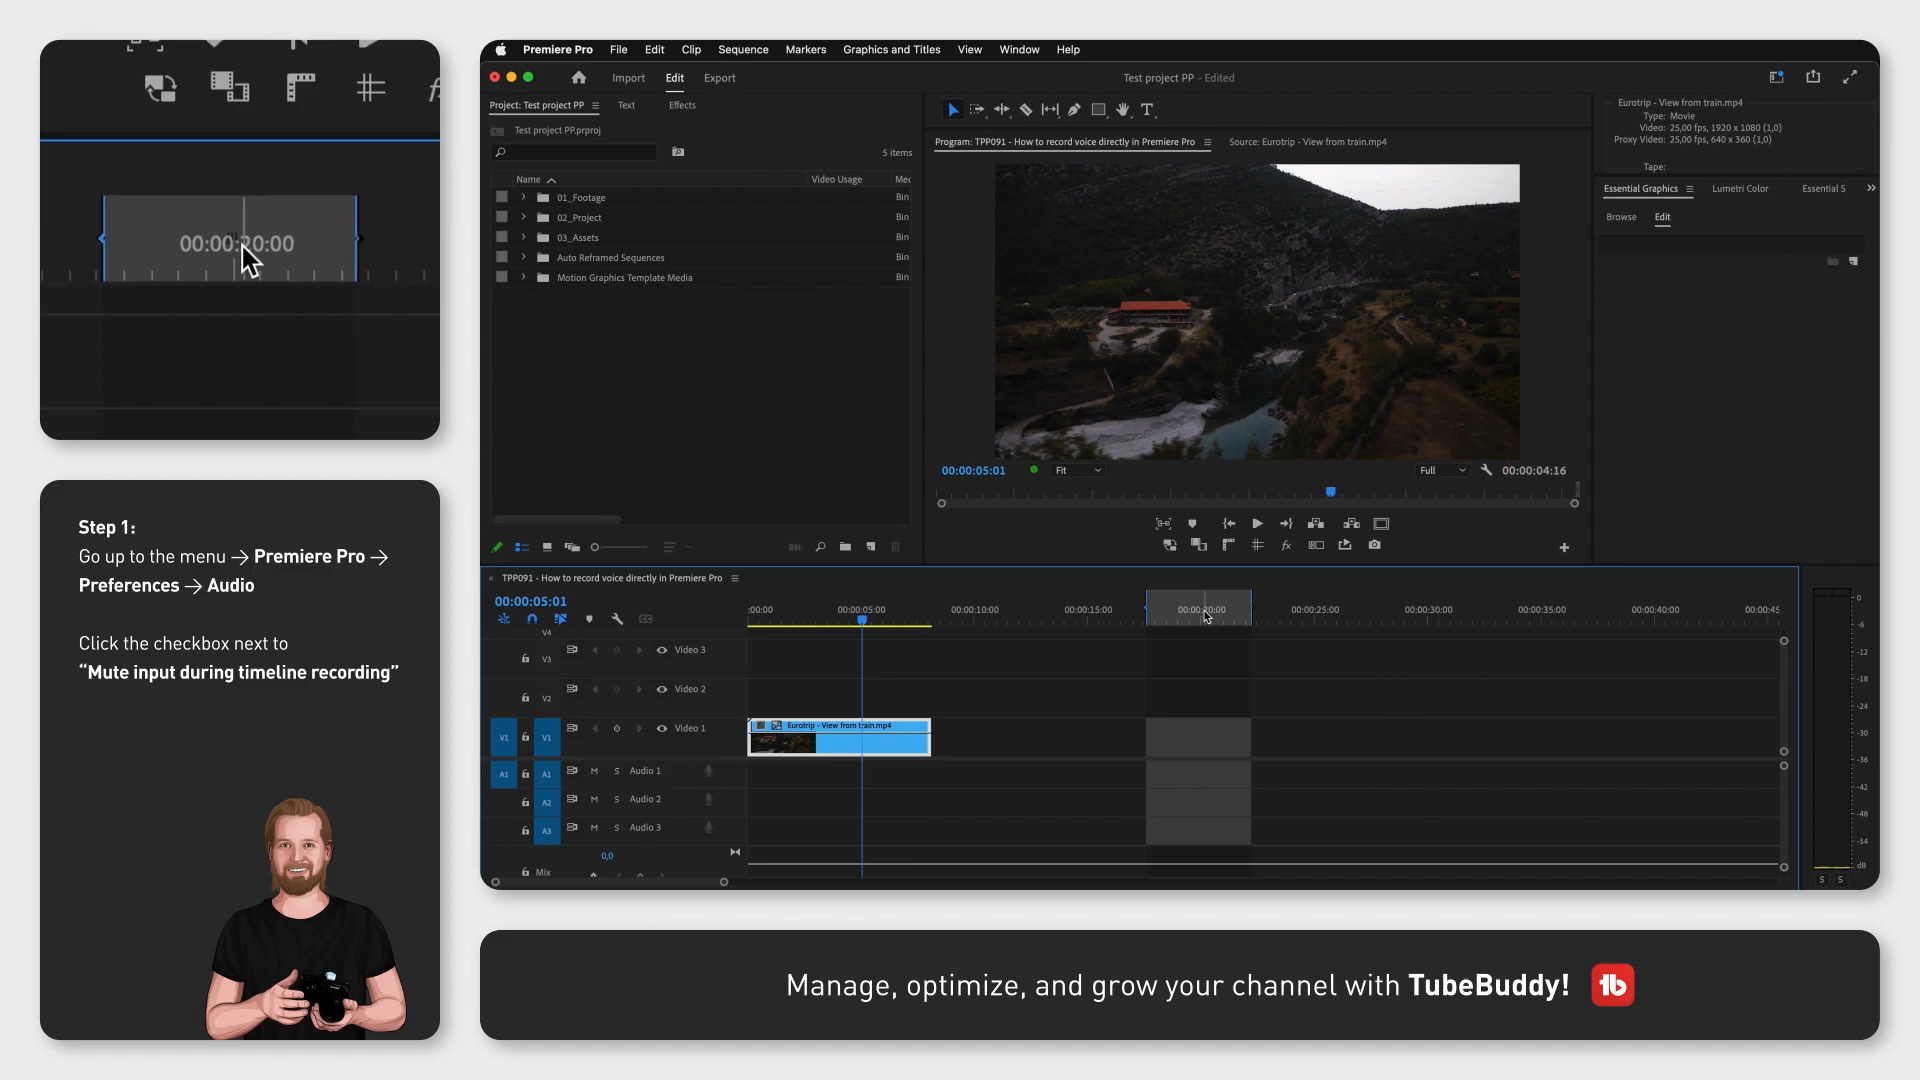 00:00:20:00
Step 1:
Go up to the menu → Premiere Pro →
Preferences → Audio
Click the checkbox next to
“Mute input during timeline recording”
Premiere Pro File Edit Clip Sequence Markers Graphics and Titles View Window Help
Import Edit Export
Test project PP - Edited
Project: Test project PP Text Effects
Test project PP.prproj
5 items
Name Video Usage Me
01_Footage Bin
02_Project Bin
03_Assets Bin
Auto Reframed Sequences Bin
Motion Graphics Template Media Bin
Program: TPP091 - How to record voice directly in Premiere Pro Source: Eurotrip - View from train.mp4
00:00:05:01 Fit Full 00:00:04:16
Eurotrip - View from train.mp4
Type: Movie
Video: 25,00 fps, 1920 x 1080 (1,0)
Proxy Video: 25,00 fps, 640 x 360 (1,0)
Tape:
Essential Graphics Lumetri Color Essential S
Browse Edit
× TPP091 - How to record voice directly in Premiere Pro
00:00:05:01
:00:00 00:00:05:00 00:00:10:00 00:00:15:00 00:00:20:00 00:00:25:00 00:00:30:00 00:00:35:00 00:00:40:00 00:00:45
V4
V3 Video 3
V2 Video 2
V1 V1 Video 1
Eurotrip - View from train.mp4
A1 A1 M S Audio 1
A2 M S Audio 2
A3 M S Audio 3
0,0
Mix
0
-6
-12
-18
-24
-30
-36
-42
-48
-54
dB
S S
Manage, optimize, and grow your channel with TubeBuddy!
tb